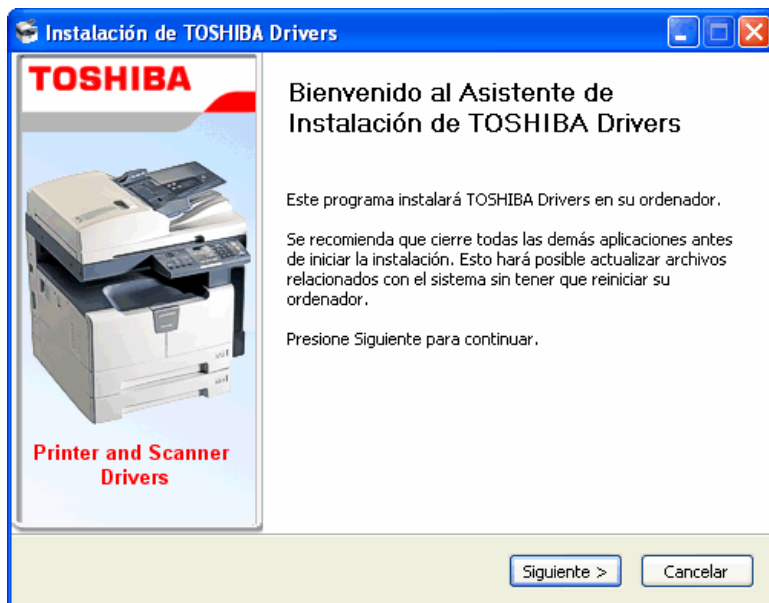 Instalación de TOSHIBA Drivers
TOSHIBA
Printer and Scanner
Drivers
Bienvenido al Asistente de
Instalación de TOSHIBA Drivers
Este programa instalará TOSHIBA Drivers en su ordenador.
Se recomienda que cierre todas las demás aplicaciones antes
de iniciar la instalación. Esto hará posible actualizar archivos
relacionados con el sistema sin tener que reiniciar su
ordenador.
Presione Siguiente para continuar.
Siguiente >
Cancelar